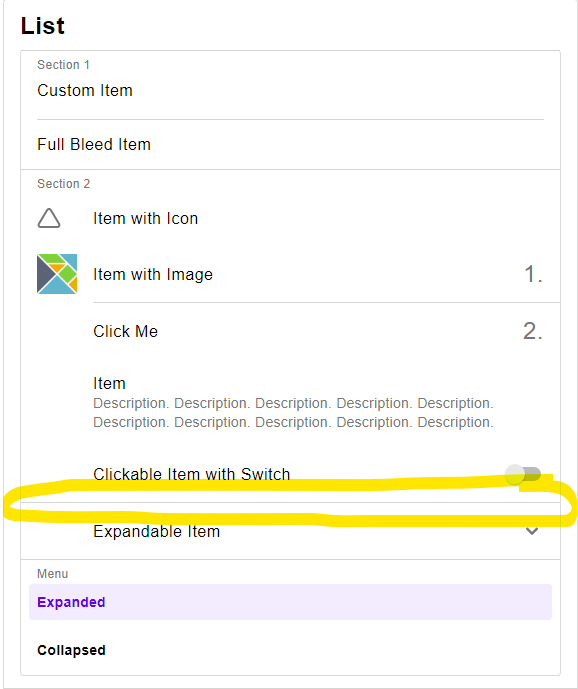 List
Section 1
Custom Item
Full Bleed Item
Section 2
Item with Icon
Item with Image
1.
Click Me
2.
Item
Description. Description. Description. Description. Description.
Description. Description. Description. Description. Description.
Clickable Item with Switch
Expandable Item
Menu
Expanded
Collapsed